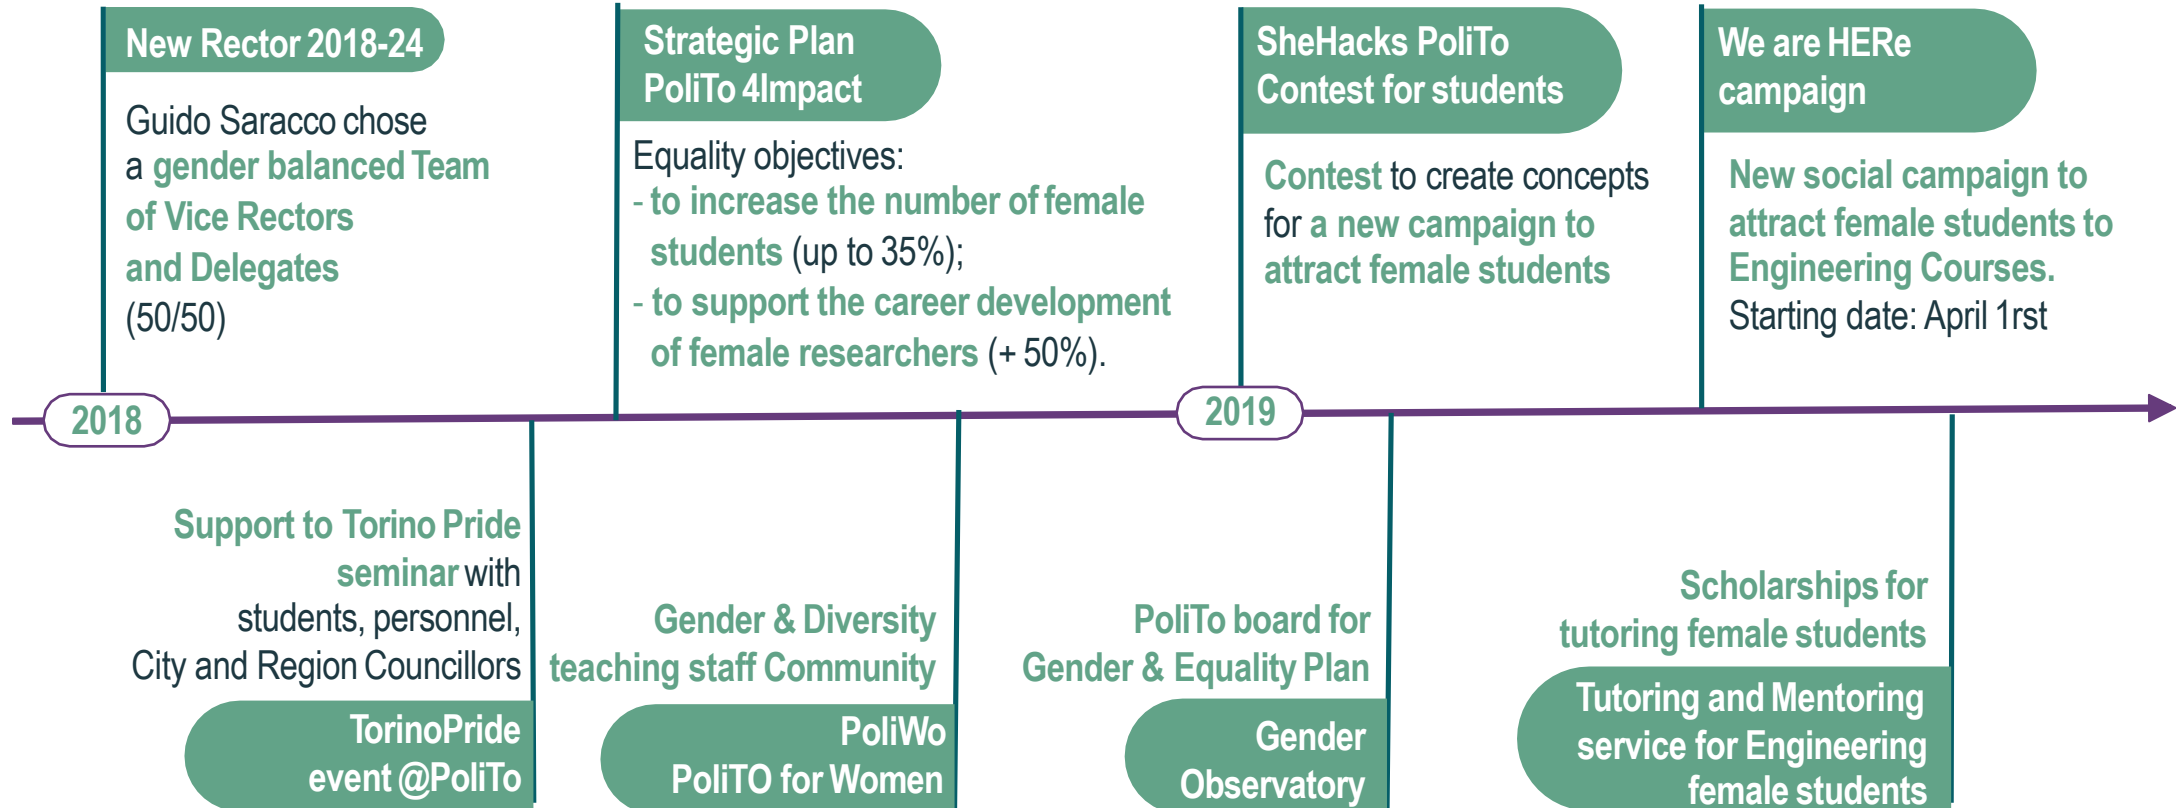 New Rector 2018-24
Guido Saracco chose
a gender balanced Team
of Vice Rectors
and Delegates
(50/50)
Strategic Plan
PoliTo 4Impact
Equality objectives:
- to increase the number of female
students (up to 35%);
- to support the career development
of female researchers (+ 50%).
SheHacks PoliTo
Contest for students
Contest to create concepts
for a new campaign to
attract female students
We are HERe
campaign
New social campaign to
attract female students to
Engineering Courses.
Starting date: April 1rst
2018
2019
Support to Torino Pride
seminar with
students, personnel,
City and Region Councillors
TorinoPride
event @PoliTo
Gender & Diversity
teaching staff Community
PoliWo
PoliTO for Women
PoliTo board for
Gender & Equality Plan
Gender
Observatory
Scholarships for
tutoring female students
Tutoring and Mentoring
service for Engineering
female students